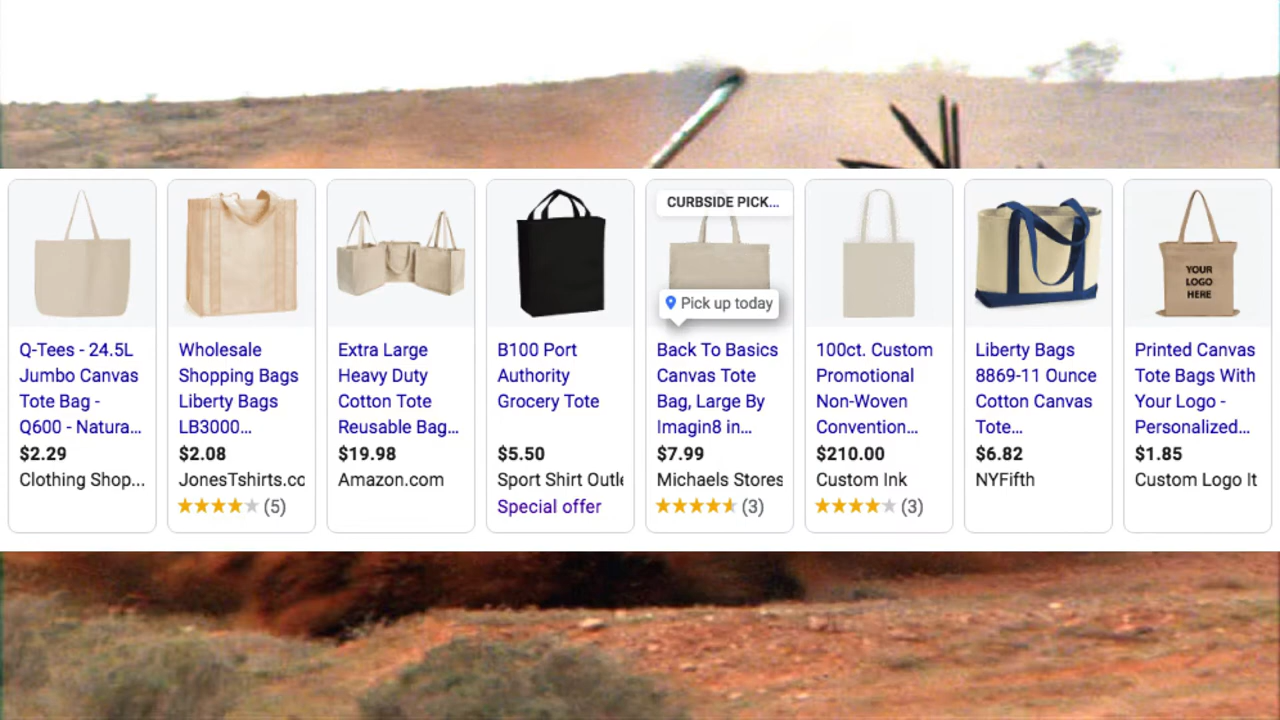 Q-Tees - 24.5L
Jumbo Canvas
Tote Bag -
Q600 - Natura...
$2.29
Clothing Shop...
Wholesale
Shopping Bags
Liberty Bags
LB3000...
$2.08
JonesTshirts.cc
(5)
Extra Large
Heavy Duty
Cotton Tote
Reusable Bag...
$19.98
Amazon.com
B100 Port
Authority
Grocery Tote
$5.50
Sport Shirt Outle
Special offer
CURBSIDE PICK...
Pick up today
Back To Basics
Canvas Tote
Bag, Large By
Imagin8 in...
$7.99
Michaels Stores
(3)
100ct. Custom
Promotional
Non-Woven
Convention...
$210.00
Custom Ink
(3)
Liberty Bags
8869-11 Ounce
Cotton Canvas
Tote...
$6.82
NYFifth
YOUR
LOGO
HERE
Printed Canvas
Tote Bags With
Your Logo -
Personalized...
$1.85
Custom Logo It